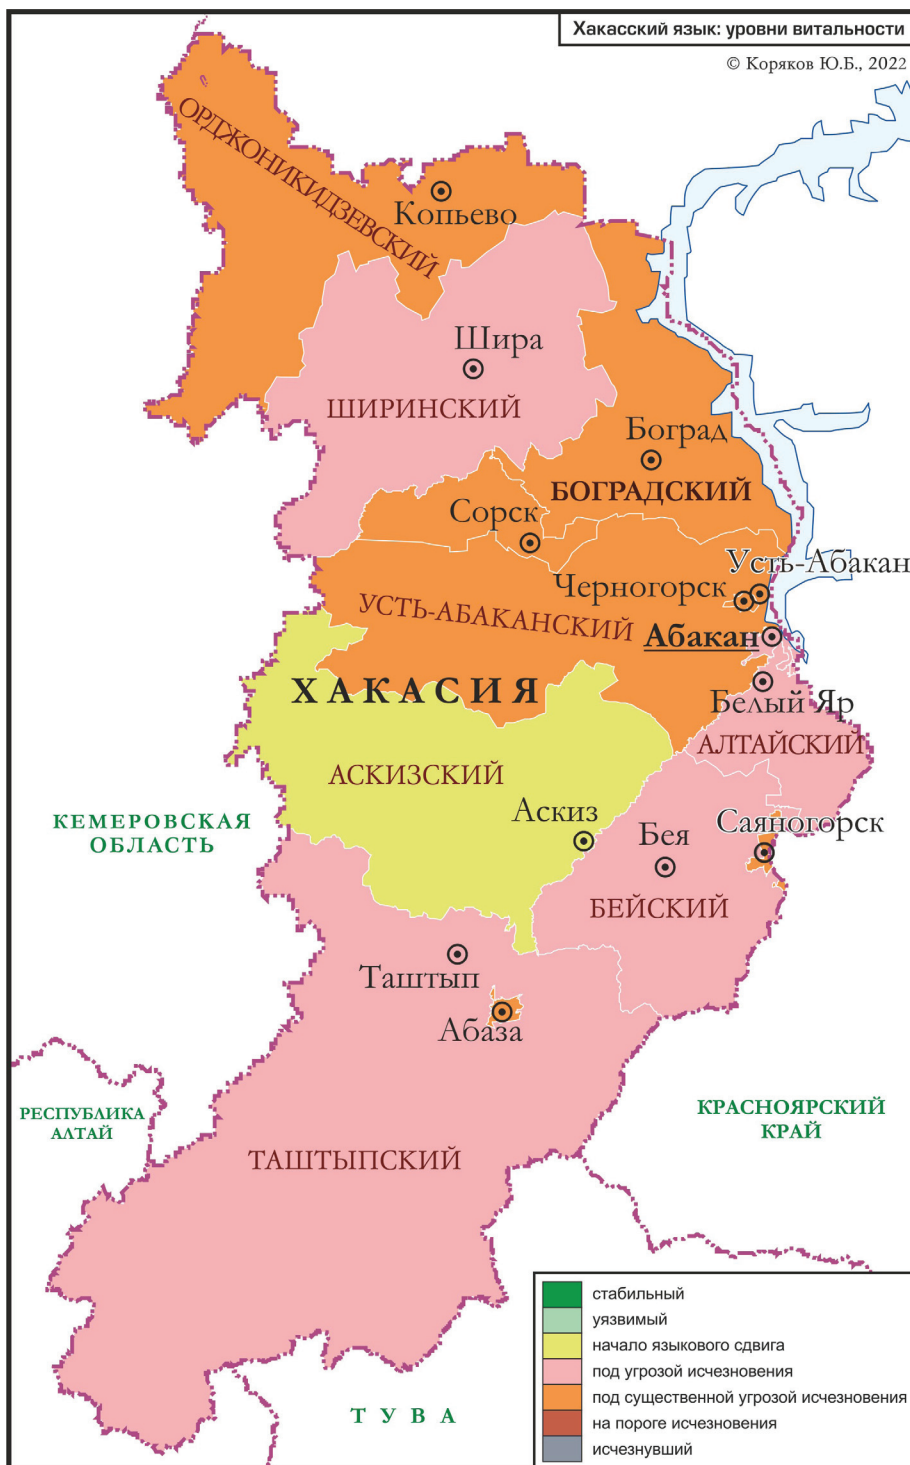 Хакасский язык: уровни витальности
© Коряков Ю.Б., 2022
ОРДЖОНИКИДЗЕВСКИЙ
Копьево
Шира
ШИРИНСКИЙ
Боград
БОГРАДСКИЙ
Сорск
Усть-Абакан
Черногорск
УСТЬ-АБАКАНСКИЙ
Абакан
ХАКАСИЯ
Белый Яр
АЛТАЙСКИЙ
АСКИЗСКИЙ
КЕМЕРОВСКАЯ
ОБЛАСТЬ
Аскиз
Бея
Саяногорск
БЕЙСКИЙ
Таштып
Абаза
РЕСПУБЛИКА
АЛТАЙ
КРАСНОЯРСКИЙ
КРАЙ
ТАШТЫПСКИЙ
ТУВА
стабильный
уязвимый
начало языкового сдвига
под угрозой исчезновения
под существенной угрозой исчезновения
на пороге исчезновения
исчезнувший